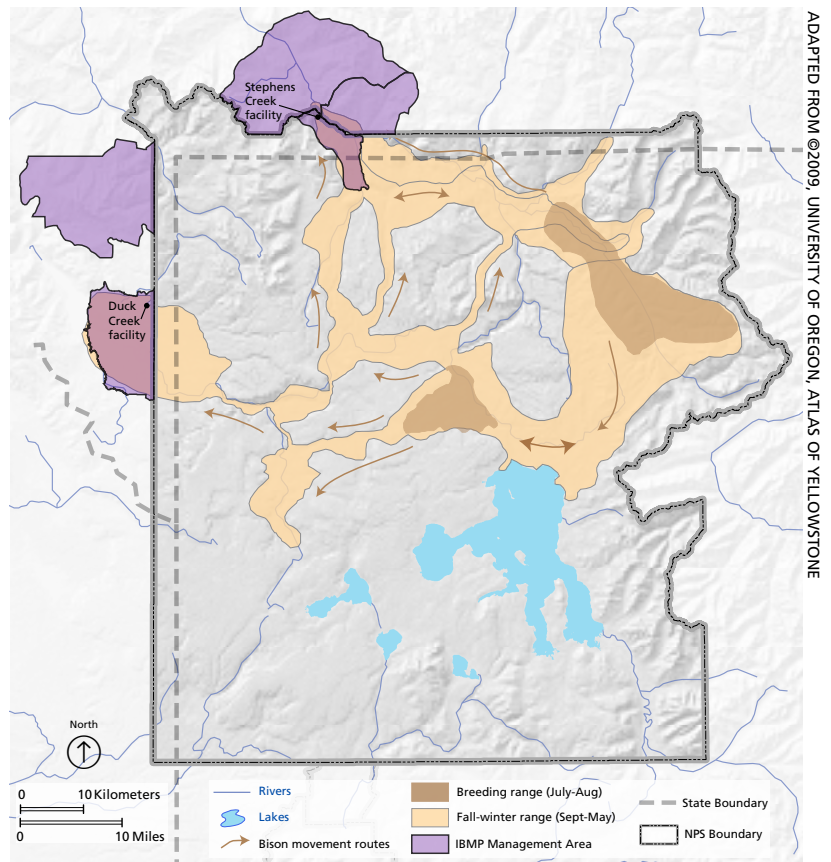 Stephens
Creek
facility
Duck
Creek
facility
ADAPTED FROM ©2009, UNIVERSITY OF OREGON, ATLAS OF YELLOWSTONE
North
0 10 Kilometers
0 10 Miles
Rivers
Lakes
Bison movement routes
Breeding range (July-Aug)
Fall-winter range (Sept-May)
IBMP Management Area
State Boundary
NPS Boundary